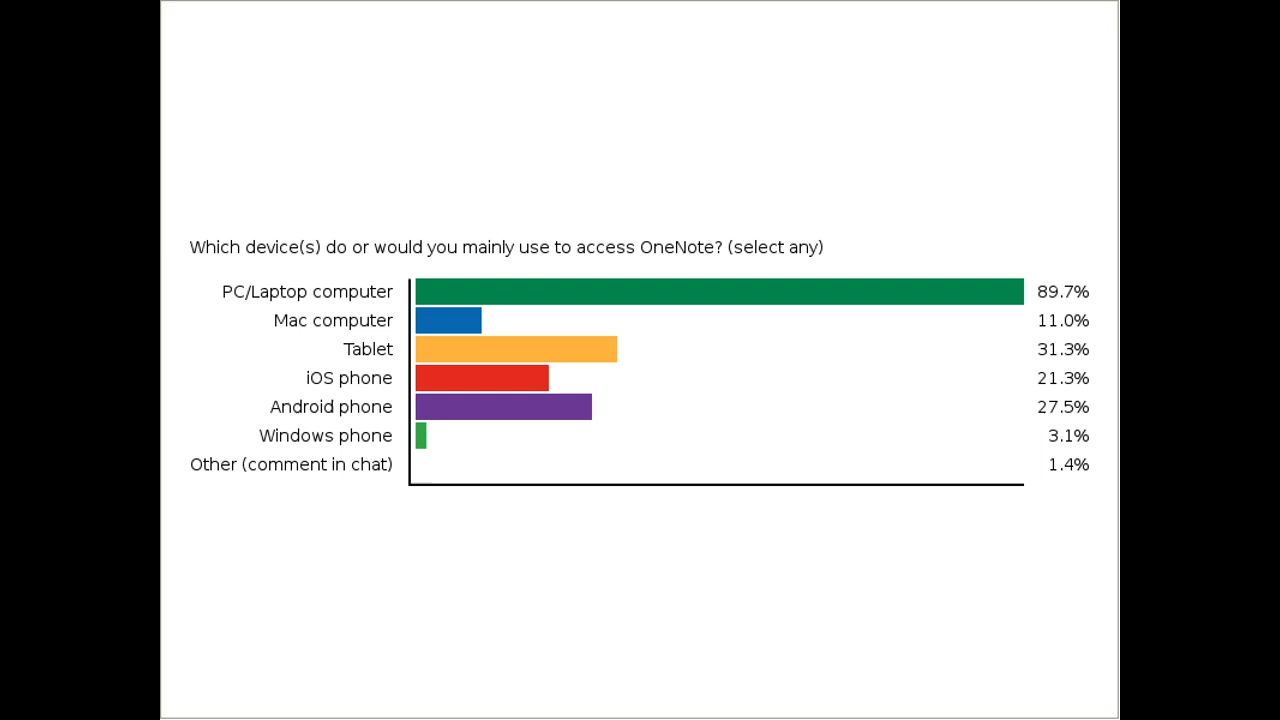 Which device(s) do or would you mainly use to access OneNote? (select any)
PC/Laptop computer 89.7%
Mac computer 11.0%
Tablet 31.3%
iOS phone 21.3%
Android phone 27.5%
Windows phone 3.1%
Other (comment in chat) 1.4%